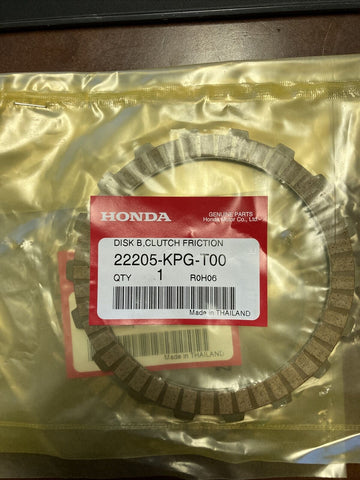 HONDA
GENUINE PARTS
Honda Motor Co., Ltd.
DISK B,CLUTCH FRICTION
22205-KPG-T00
QTY 1 R0H06
Made in THAILAND
Made in THAILAND